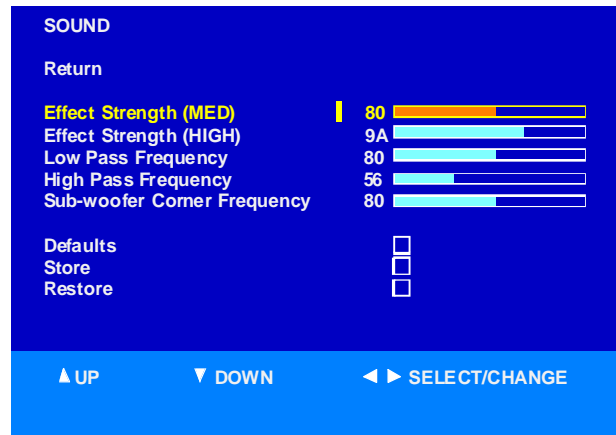 SOUND
Return
Effect Strength (MED) 80
Effect Strength (HIGH) 9A
Low Pass Frequency 80
High Pass Frequency 56
Sub-woofer Corner Frequency 80
Defaults
Store
Restore
UP DOWN SELECT/CHANGE